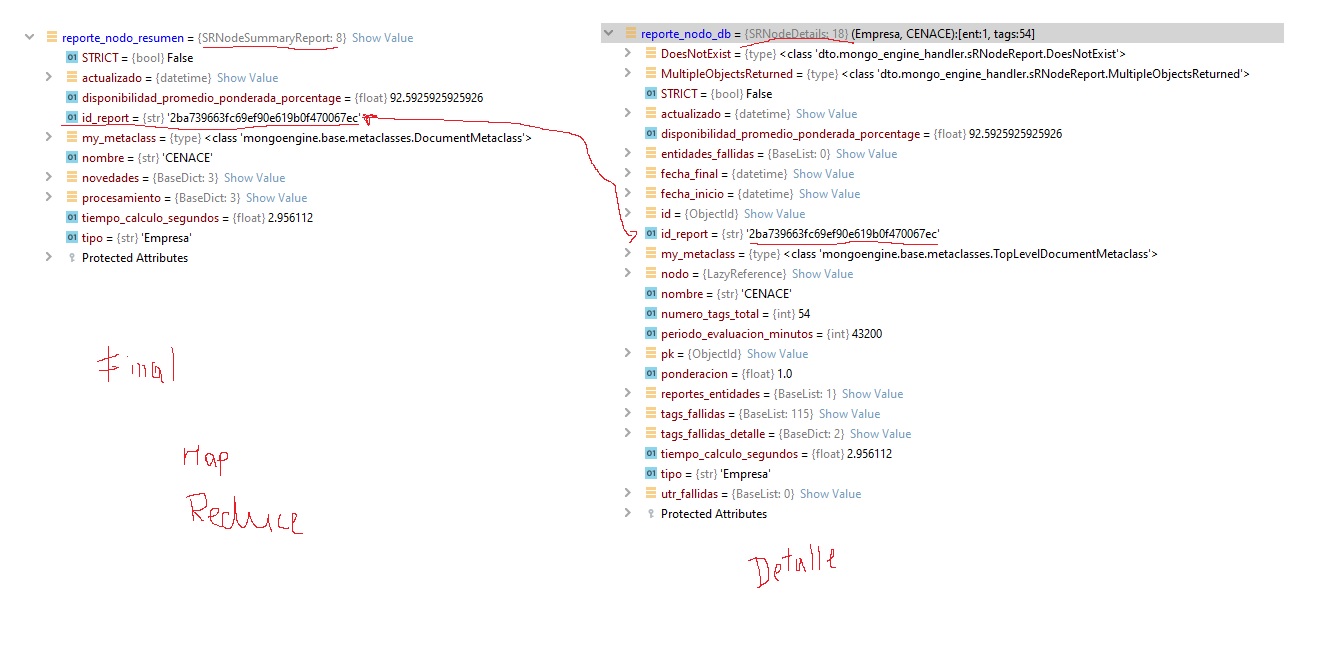 reporte_nodo_resumen = {SRNodeSummaryReport: 8} Show Value
01 STRICT = {bool} False
actualizado = {datetime} Show Value
01 disponibilidad_promedio_ponderada_porcentage = {float} 92.5925925925926
01 id_report = {str} '2ba739663fc69ef90e619b0f470067ec'
my_metaclass = {type} <class 'mongoengine.base.metaclasses.DocumentMetaclass'>
01 nombre = {str} 'CENACE'
novedades = {BaseDict: 3} Show Value
procesamiento = {BaseDict: 3} Show Value
01 tiempo_calculo_segundos = {float} 2.956112
01 tipo = {str} 'Empresa'
Protected Attributes
Final
Map
Reduce
reporte_nodo_db = {SRNodeDetails: 18} (Empresa, CENACE):[ent:1, tags:54]
DoesNotExist = {type} <class 'dto.mongo_engine_handler.sRNodeReport.DoesNotExist'>
MultipleObjectsReturned = {type} <class 'dto.mongo_engine_handler.sRNodeReport.MultipleObjectsReturned'>
01 STRICT = {bool} False
actualizado = {datetime} Show Value
01 disponibilidad_promedio_ponderada_porcentage = {float} 92.5925925925926
entidades_fallidas = {BaseList: 0} Show Value
fecha_final = {datetime} Show Value
fecha_inicio = {datetime} Show Value
id = {ObjectId} Show Value
01 id_report = {str} '2ba739663fc69ef90e619b0f470067ec'
my_metaclass = {type} <class 'mongoengine.base.metaclasses.TopLevelDocumentMetaclass'>
nodo = {LazyReference} Show Value
01 nombre = {str} 'CENACE'
01 numero_tags_total = {int} 54
01 periodo_evaluacion_minutos = {int} 43200
pk = {ObjectId} Show Value
01 ponderacion = {float} 1.0
reportes_entidades = {BaseList: 1} Show Value
tags_fallidas = {BaseList: 115} Show Value
tags_fallidas_detalle = {BaseDict: 2} Show Value
01 tiempo_calculo_segundos = {float} 2.956112
01 tipo = {str} 'Empresa'
utr_fallidas = {BaseList: 0} Show Value
Protected Attributes
Detalle